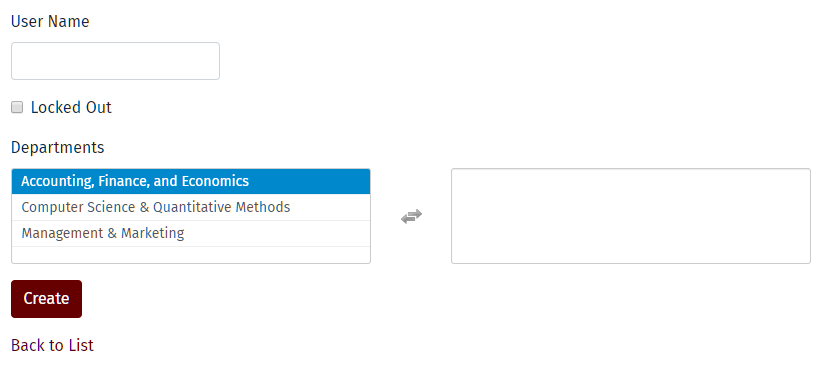 User Name
Locked Out
Departments
Accounting, Finance, and Economics
Computer Science & Quantitative Methods
Management & Marketing
Create
Back to List